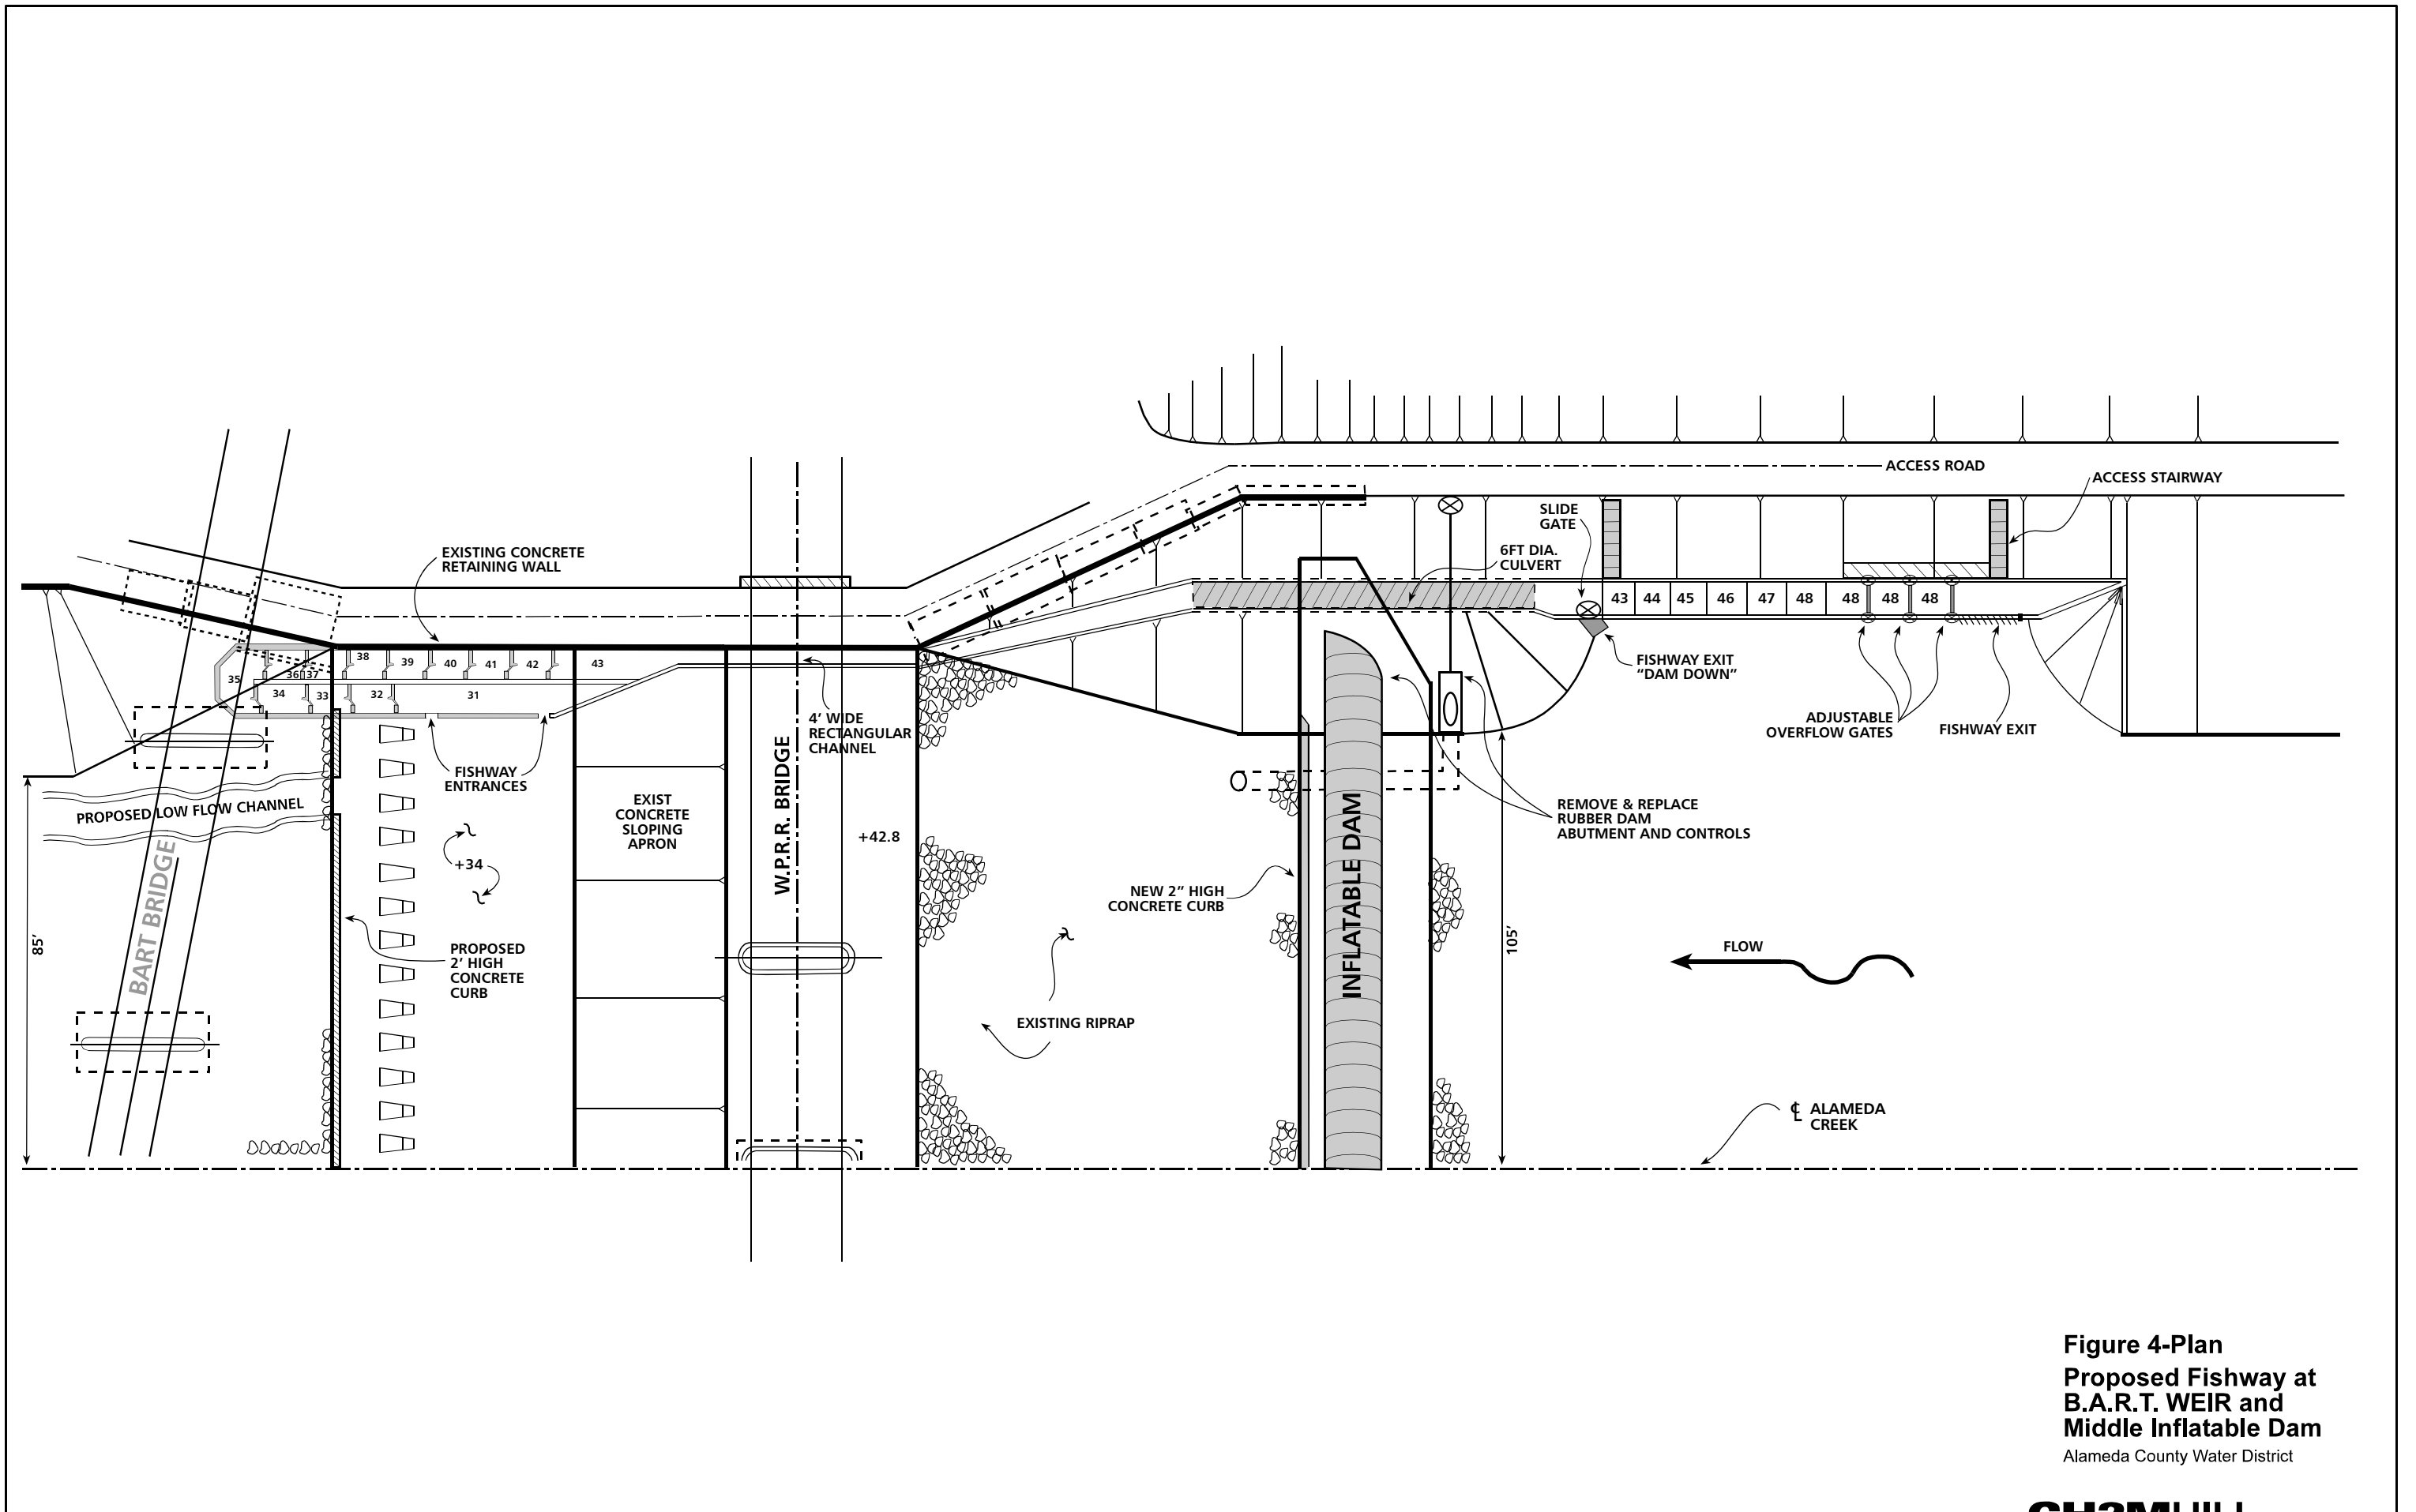 ACCESS ROAD
ACCESS STAIRWAY
SLIDE
GATE
6FT DIA.
CULVERT
EXISTING CONCRETE
RETAINING WALL
43 44 45 46 47 48 48 48 48
38 39 40 41 42 43
35 36 37
34 33 32 31
FISHWAY EXIT
“DAM DOWN”
4’ WIDE
RECTANGULAR
CHANNEL
ADJUSTABLE
OVERFLOW GATES
FISHWAY EXIT
FISHWAY
ENTRANCES
PROPOSED LOW FLOW CHANNEL
EXIST
CONCRETE
SLOPING
APRON
W.P.R.R. BRIDGE
+42.8
REMOVE & REPLACE
RUBBER DAM
ABUTMENT AND CONTROLS
+34
BART BRIDGE
NEW 2” HIGH
CONCRETE CURB
INFLATABLE DAM
85’
105’
PROPOSED
2’ HIGH
CONCRETE
CURB
FLOW
EXISTING RIPRAP
℄ ALAMEDA
CREEK
Figure 4-Plan
Proposed Fishway at
B.A.R.T. WEIR and
Middle Inflatable Dam
Alameda County Water District